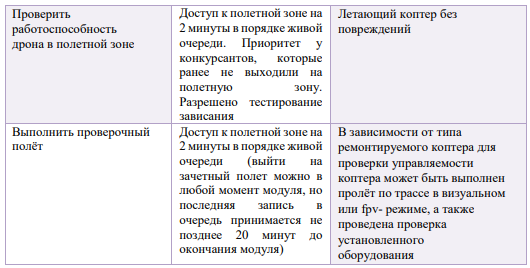 Проверить
работоспособность
дрона в полетной зоне
Доступ к полетной зоне на
2 минуты в порядке живой
очереди. Приоритет у
конкурсантов, которые
ранее не выходили на
полетную зону.
Разрешено тестирование
зависания
Летающий коптер без
повреждений
Выполнить проверочный
полёт
Доступ к полетной зоне на
2 минуты в порядке живой
очереди (выйти на
зачетный полет можно в
любой момент модуля, но
последняя запись в
очередь принимается не
позднее 20 минут до
окончания модуля)
В зависимости от типа
ремонтируемого коптера для
проверки управляемости
коптера может быть выполнен
пролёт по трассе в визуальном
или fpv- режиме, а также
проведена проверка
установленного
оборудования